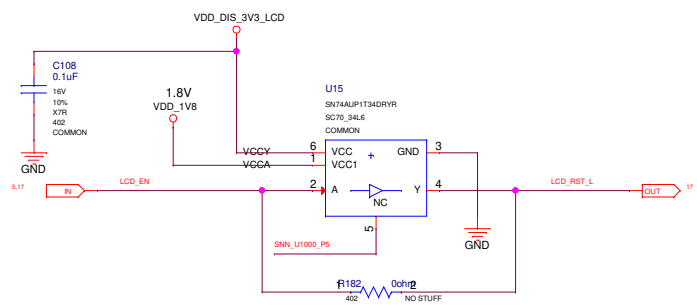 VDD_DIS_3V3_LCD
C108
0.1uF
16V
10%
X7R
402
COMMON
GND
1.8V
VDD_1V8
U15
SN74AUP1T34DRYR
SC70_34L6
COMMON
VCCY 6 VCC GND 3
VCCA 1 VCC1
5,17 IN LCD_EN 2 A Y 4 LCD_RST_L OUT 17
NC
5
GND
SNN_U1000_P5
1 R182 0ohm 2
402 NO STUFF